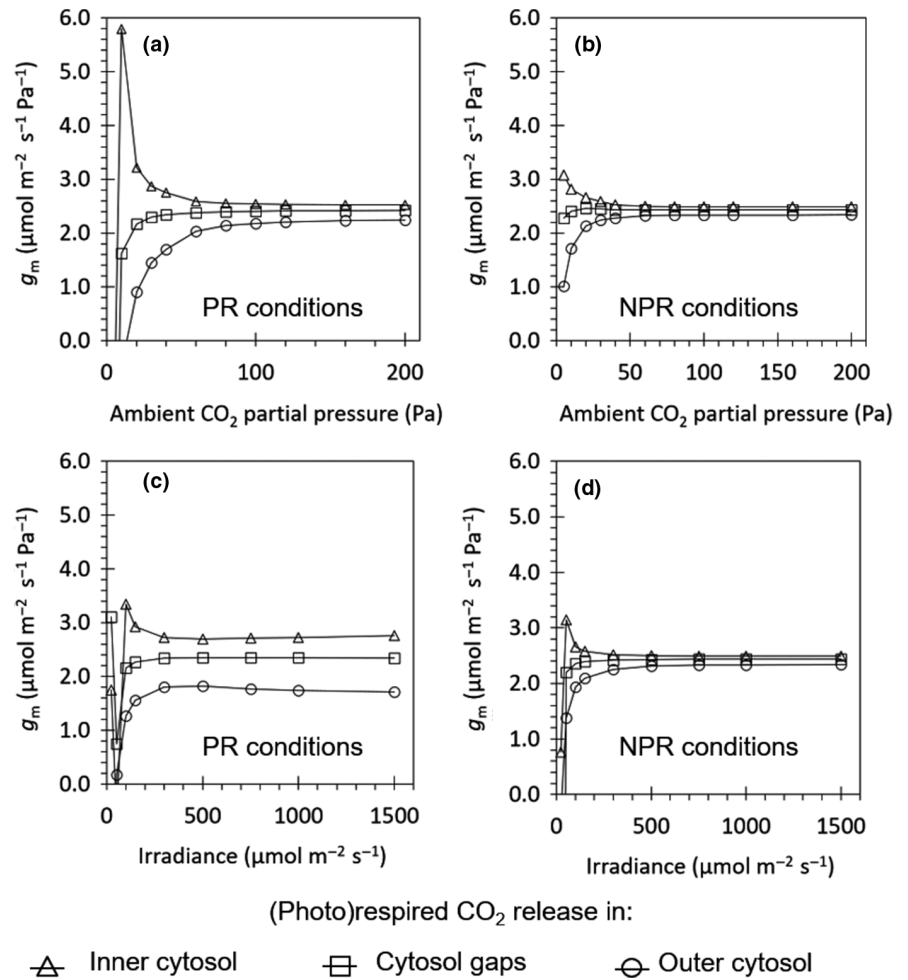 (a)
6.0
5.0
4.0
3.0
2.0
1.0
0.0
gm (μmol m−2 s−1 Pa−1)
PR conditions
0 100 200
Ambient CO2 partial pressure (Pa)
(b)
6.0
5.0
4.0
3.0
2.0
1.0
0.0
gm (μmol m−2 s−1 Pa−1)
NPR conditions
0 50 100 150 200
Ambient CO2 partial pressure (Pa)
(c)
6.0
5.0
4.0
3.0
2.0
1.0
0.0
gm (μmol m−2 s−1 Pa−1)
PR conditions
0 500 1000 1500
Irradiance (μmol m−2 s−1)
(d)
6.0
5.0
4.0
3.0
2.0
1.0
0.0
gm (μmol m−2 s−1 Pa−1)
NPR conditions
0 500 1000 1500
Irradiance (μmol m−2 s−1)
(Photo)respired CO2 release in:
Inner cytosol Cytosol gaps Outer cytosol